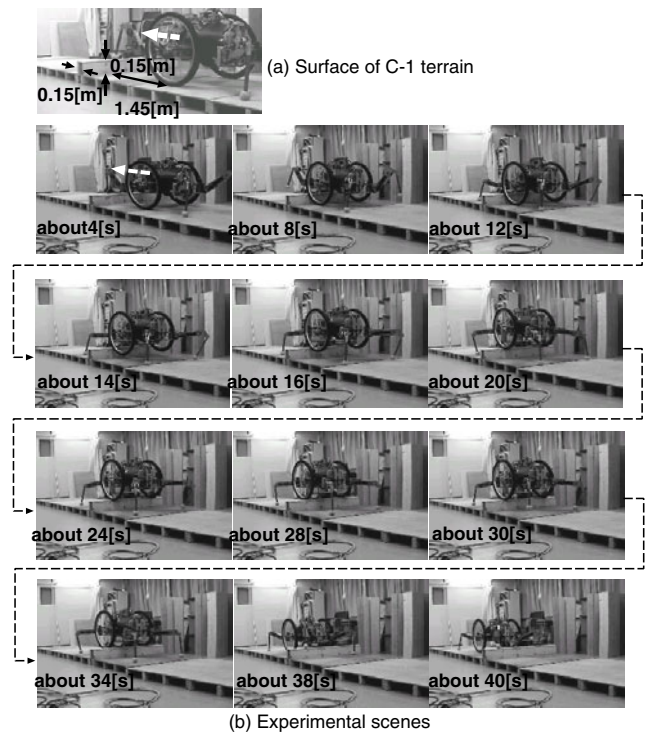 0.15[m]
(a) Surface of C-1 terrain
0.15[m]
1.45[m]
about4[s]
about 8[s]
about 12[s]
about 14[s]
about 16[s]
about 20[s]
about 24[s]
about 28[s]
about 30[s]
about 34[s]
about 38[s]
about 40[s]
(b) Experimental scenes